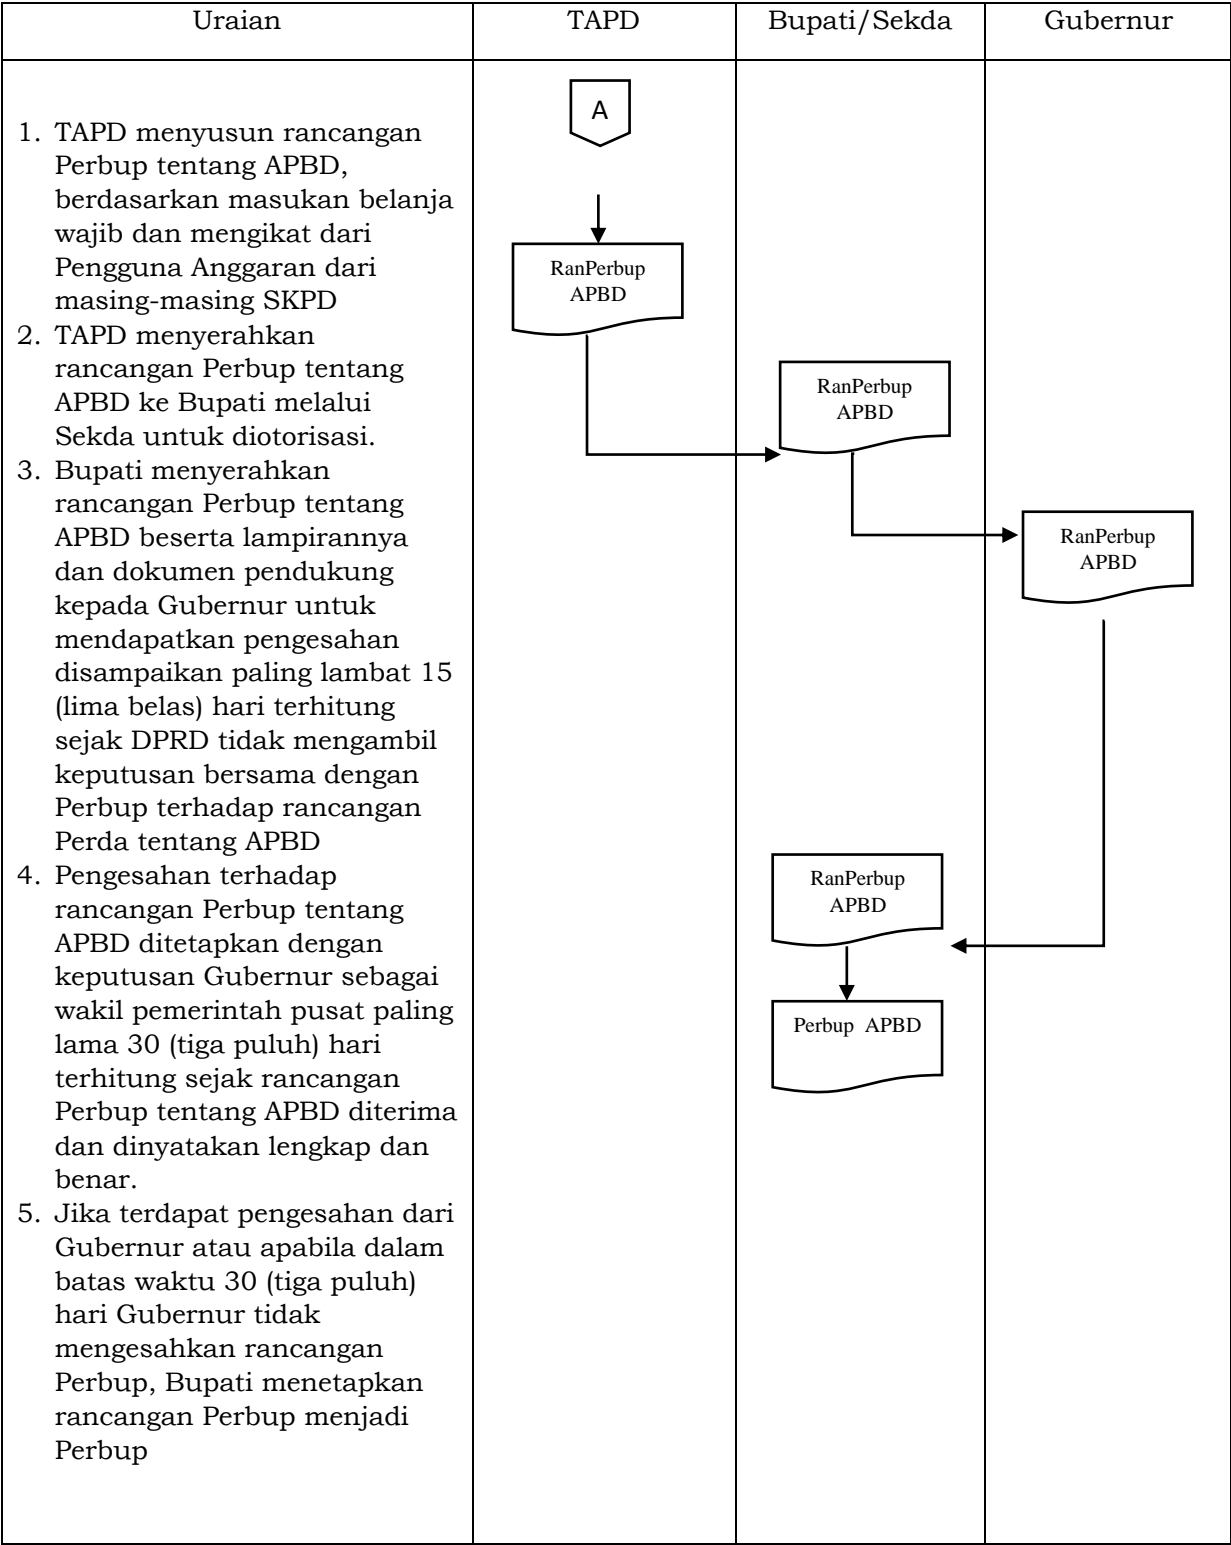 Uraian
TAPD
Bupati/Sekda
Gubernur
1. TAPD menyusun rancangan
Perbup tentang APBD,
berdasarkan masukan belanja
wajib dan mengikat dari
Pengguna Anggaran dari
masing-masing SKPD
2. TAPD menyerahkan
rancangan Perbup tentang
APBD ke Bupati melalui
Sekda untuk diotorisasi.
3. Bupati menyerahkan
rancangan Perbup tentang
APBD beserta lampirannya
dan dokumen pendukung
kepada Gubernur untuk
mendapatkan pengesahan
disampaikan paling lambat 15
(lima belas) hari terhitung
sejak DPRD tidak mengambil
keputusan bersama dengan
Perbup terhadap rancangan
Perda tentang APBD
4. Pengesahan terhadap
rancangan Perbup tentang
APBD ditetapkan dengan
keputusan Gubernur sebagai
wakil pemerintah pusat paling
lama 30 (tiga puluh) hari
terhitung sejak rancangan
Perbup tentang APBD diterima
dan dinyatakan lengkap dan
benar.
5. Jika terdapat pengesahan dari
Gubernur atau apabila dalam
batas waktu 30 (tiga puluh)
hari Gubernur tidak
mengesahkan rancangan
Perbup, Bupati menetapkan
rancangan Perbup menjadi
Perbup
A
RanPerbup
APBD
RanPerbup
APBD
RanPerbup
APBD
RanPerbup
APBD
Perbup APBD